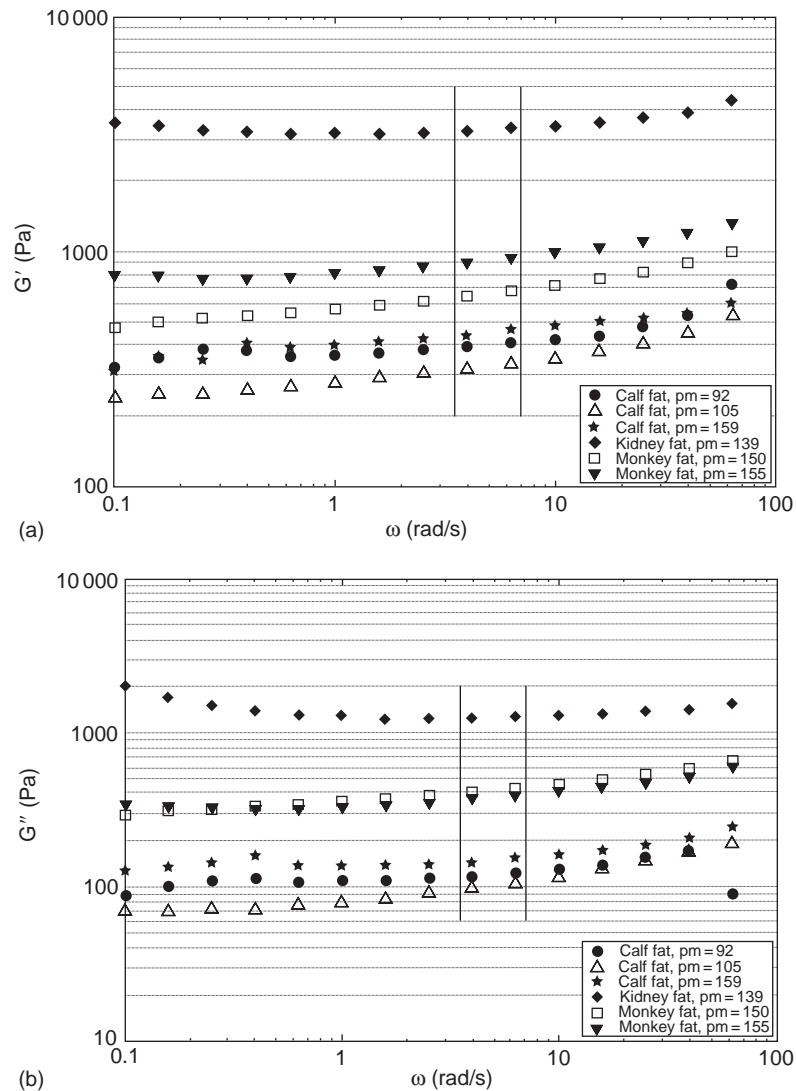 10 000
1000
100
G′ (Pa)
0.1 1 10 100
ω (rad/s)
Calf fat, pm = 92
Calf fat, pm = 105
Calf fat, pm = 159
Kidney fat, pm = 139
Monkey fat, pm = 150
Monkey fat, pm = 155
(a)
10 000
1000
100
10
G″ (Pa)
0.1 1 10 100
ω (rad/s)
Calf fat, pm = 92
Calf fat, pm = 105
Calf fat, pm = 159
Kidney fat, pm = 139
Monkey fat, pm = 150
Monkey fat, pm = 155
(b)